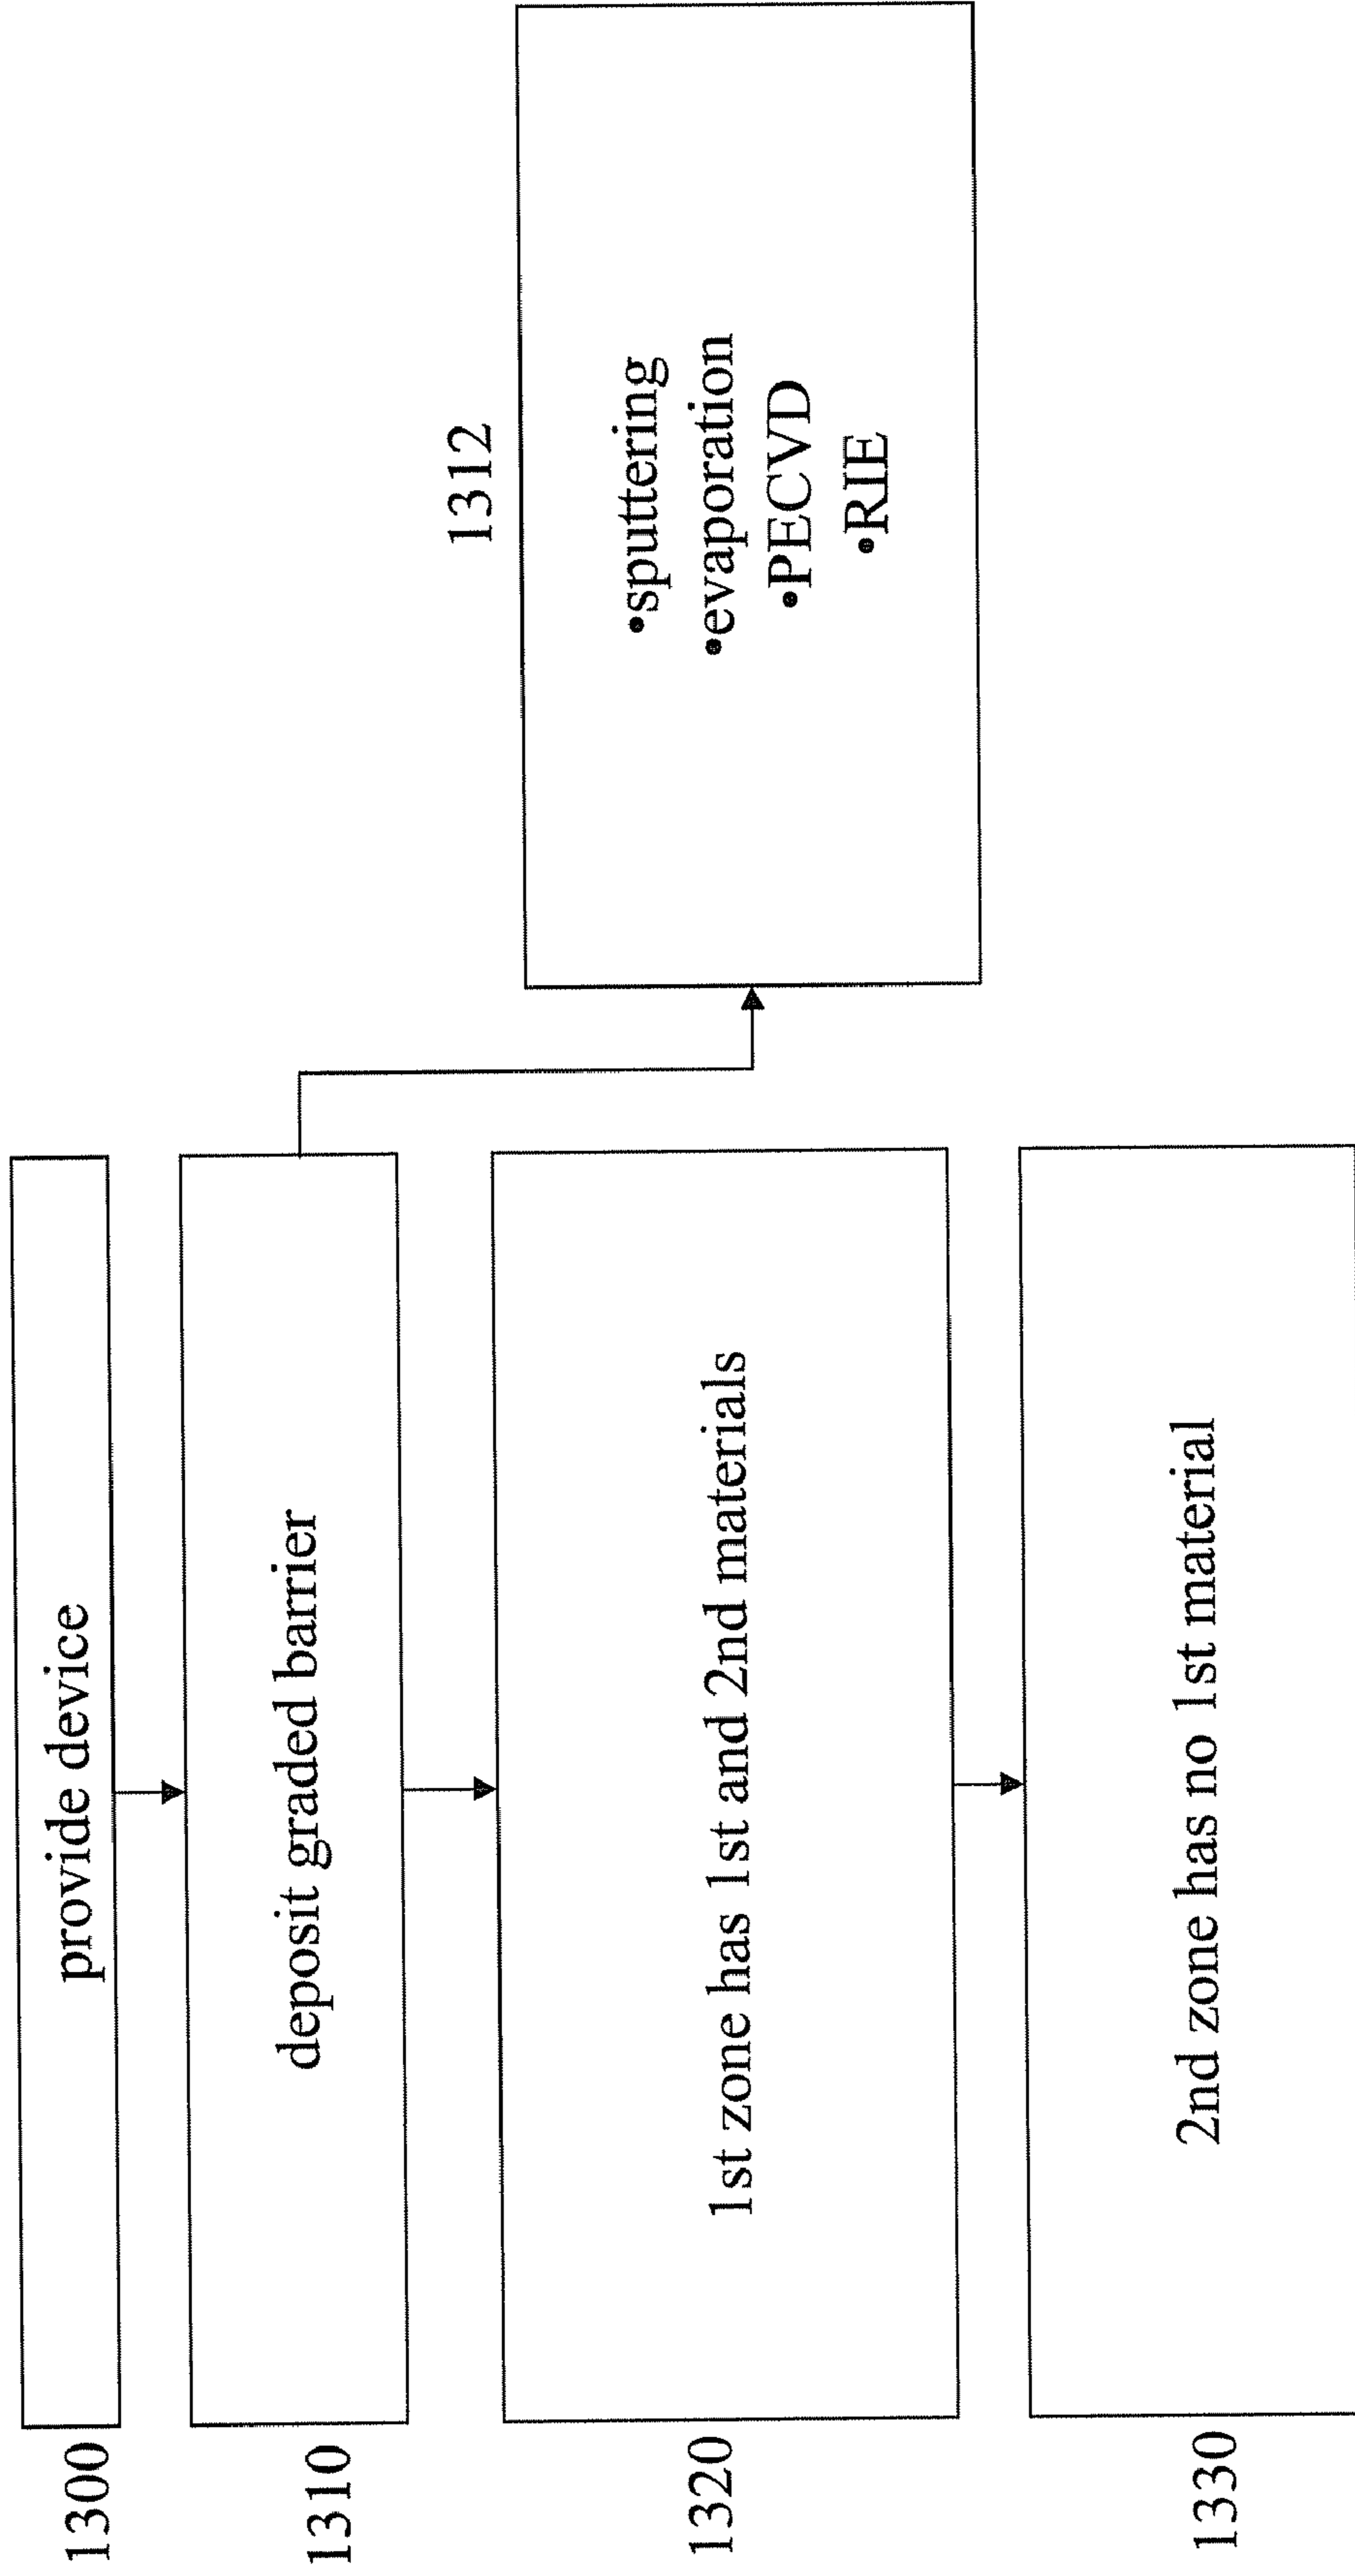 1300
provide device
1310
deposit graded barrier
1312
•sputtering
•evaporation
•PECVD
•RIE
1320
1st zone has 1st and 2nd materials
1330
2nd zone has no 1st material